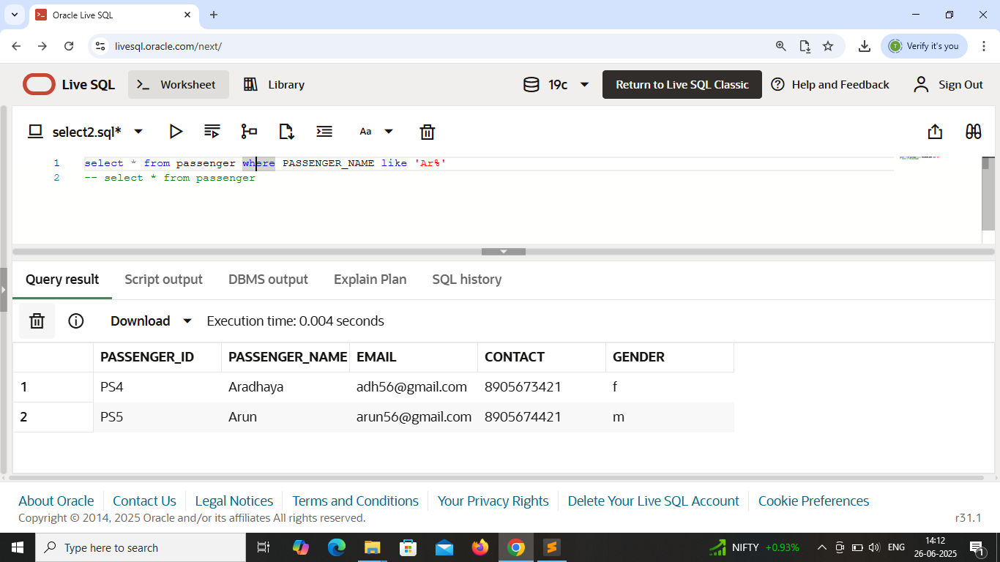 Oracle Live SQL
livesql.oracle.com/next/
Verify it's you
Live SQL Worksheet Library 19c Return to Live SQL Classic Help and Feedback Sign Out
select2.sql* Aa
1 select * from passenger where PASSENGER_NAME like 'Ar%'
2 -- select * from passenger
Query result Script output DBMS output Explain Plan SQL history
Download Execution time: 0.004 seconds
PASSENGER_ID PASSENGER_NAME EMAIL CONTACT GENDER
1 PS4 Aradhaya adh56@gmail.com 8905673421 f
2 PS5 Arun arun56@gmail.com 8905674421 m
About Oracle Contact Us Legal Notices Terms and Conditions Your Privacy Rights Delete Your Live SQL Account Cookie Preferences
Copyright © 2014, 2025 Oracle and/or its affiliates All rights reserved. r31.1
Type here to search NIFTY +0.93% ENG 14:12
26-06-2025 1